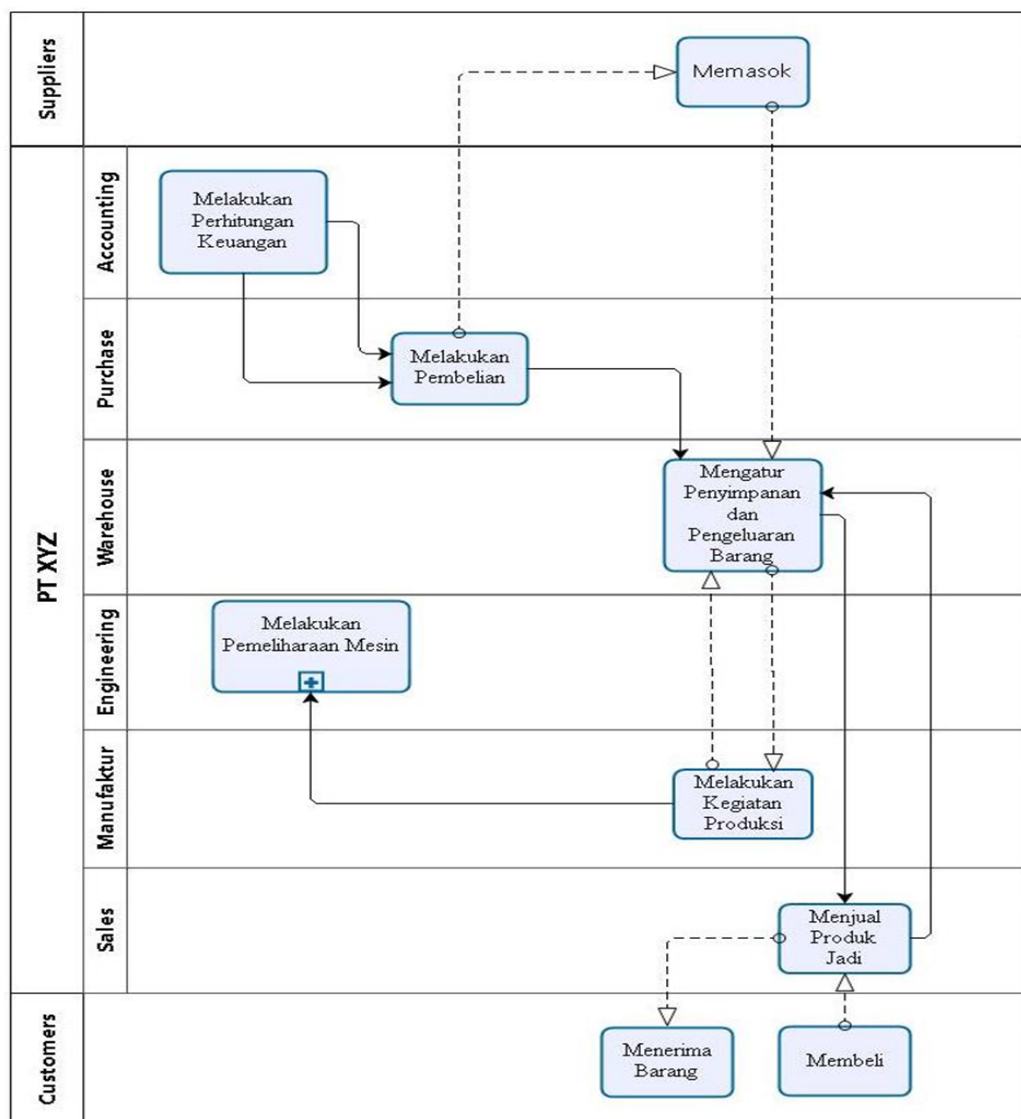 Suppliers
Memasok
PT XYZ
Accounting
Melakukan
Perhitungan
Keuangan
Purchase
Melakukan
Pembelian
Warehouse
Mengatur
Penyimpanan
dan
Pengeluaran
Barang
Engineering
Melakukan
Pemeliharaan Mesin
Manufaktur
Melakukan
Kegiatan
Produksi
Sales
Menjual
Produk
Jadi
Customers
Menerima
Barang
Membeli